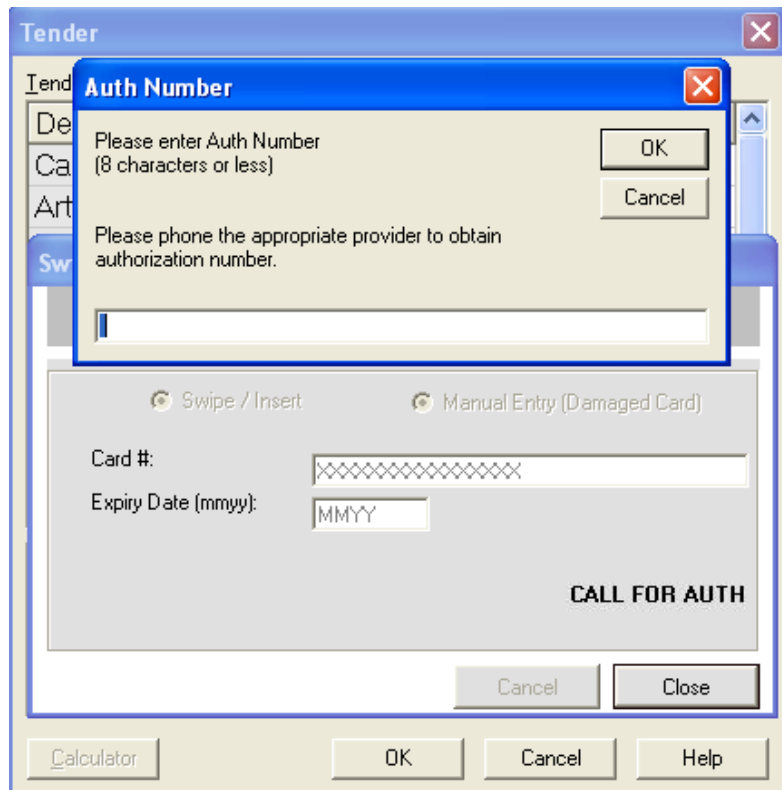 Tender
Tend
Auth Number
De
Please enter Auth Number
(8 characters or less)
OK
Ca
Cancel
Art
Please phone the appropriate provider to obtain
authorization number.
Sw
Swipe / Insert
Manual Entry (Damaged Card)
Card #:
XXXXXXXXXXXXXXXX
Expiry Date (mmyy):
MMYY
CALL FOR AUTH
Cancel
Close
Calculator
OK
Cancel
Help